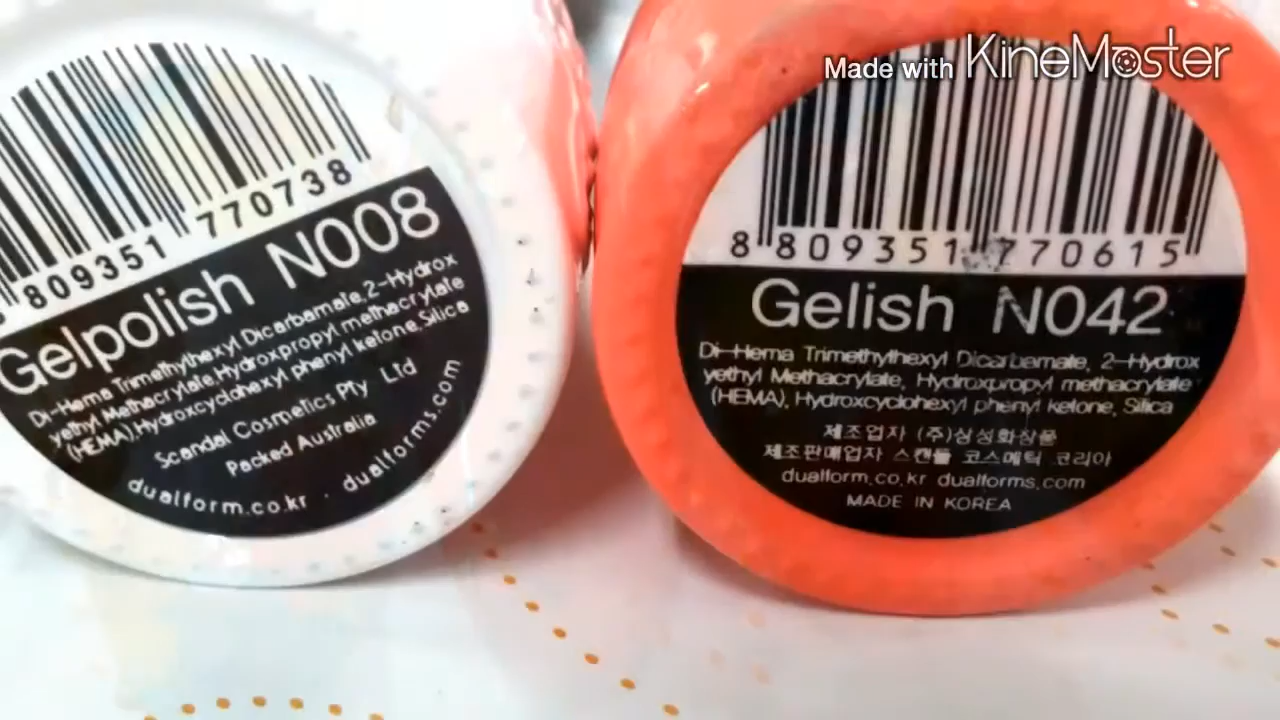 Made with KineMaster
809351 770738
Gelpolish N008
Di-Hema Trimethylhexyl Dicarbamate,2-Hydrox
yethyl Methacrylate,Hydroxpropyl methacrylate
(HEMA),Hydroxcyclohexyl phenyl ketone,Silica
Scandal Cosmetics Pty Ltd
Packed Australia
dualform.co.kr . dualforms.com
8 809351 770615
Gelish N042
Di-Hema Trimethylhexyl Dicarbamate, 2-Hydrox
yethyl Methacrylate, Hydroxpropyl methacrylate
(HEMA), Hydroxcyclohexyl phenyl ketone, Silica
제조업자 (주)삼성화장품
제조판매업자 스캔들 코스메틱 코리아
dualform.co.kr dualforms.com
MADE IN KOREA